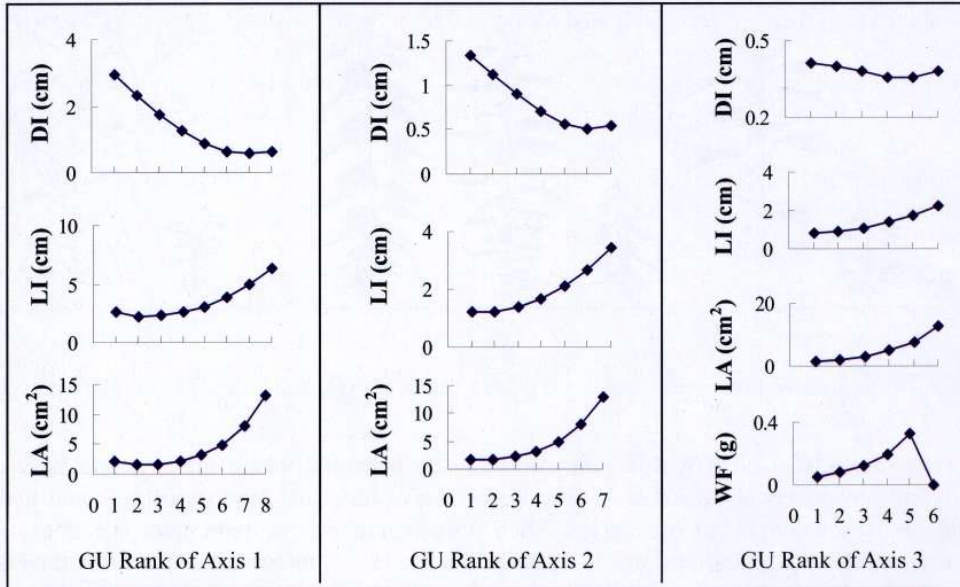 4
2
0
DI (cm)
10
5
0
LI (cm)
15
10
5
0
LA (cm²)
0 1 2 3 4 5 6 7 8
GU Rank of Axis 1
1.5
1
0.5
0
DI (cm)
4
2
0
LI (cm)
15
10
5
0
LA (cm²)
0 1 2 3 4 5 6 7
GU Rank of Axis 2
0.5
0.2
DI (cm)
4
2
0
LI (cm)
20
0
LA (cm²)
0.4
0
WF (g)
0 1 2 3 4 5 6
GU Rank of Axis 3